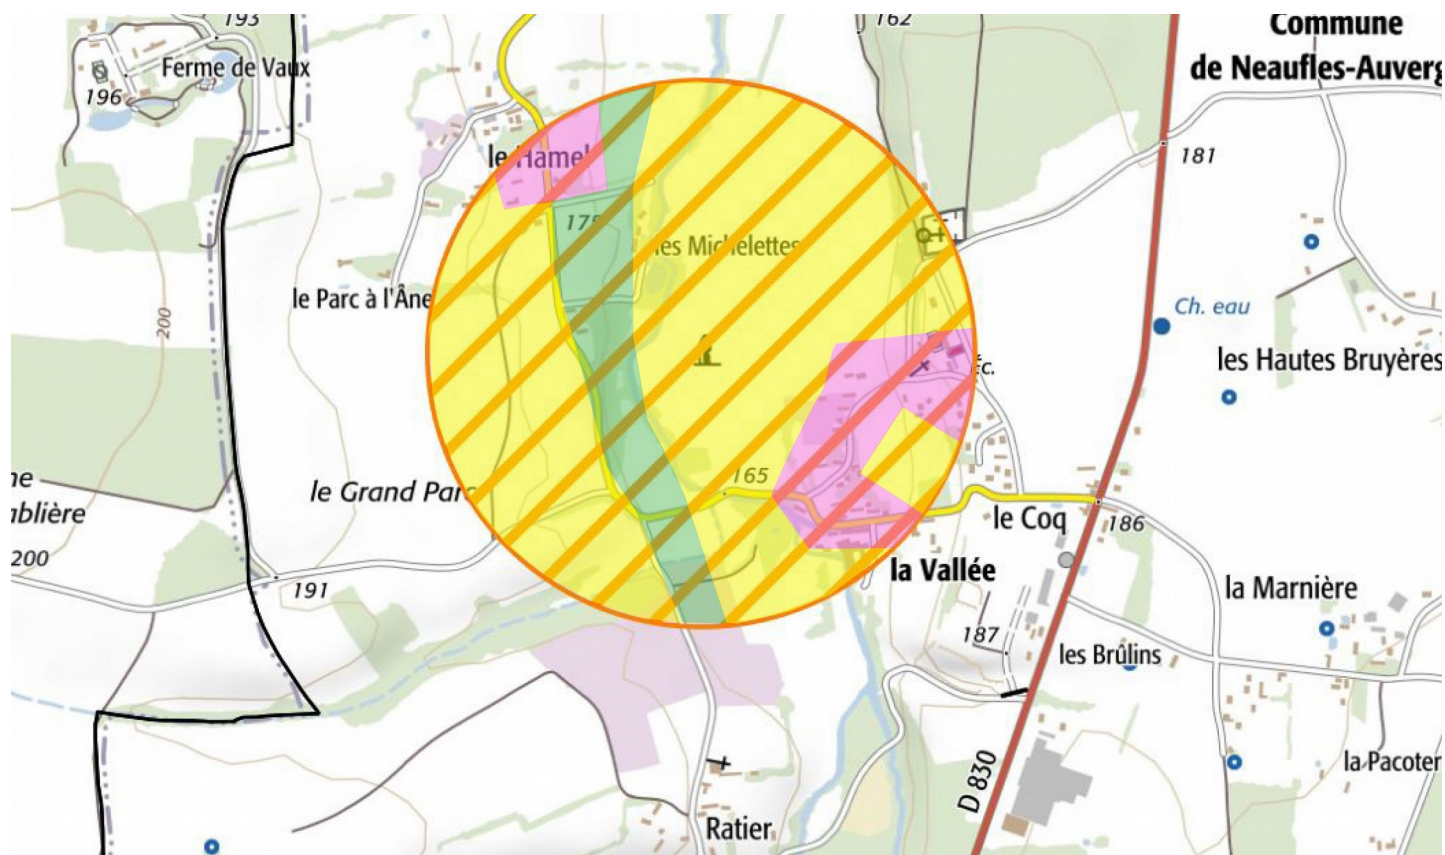 193
162
Commune
de Neaufles-Auverg
Ferme de Vaux
196
le Hamel
181
175
les Michelettes
le Parc à l'Âne
200
Ch. eau
les Hautes Bruyères
Éc.
ne
ablière
200
le Grand Parc
165
le Coq
186
191
la Vallée
la Marnière
187
les Brûlins
D 830
la Pacoter
Ratier